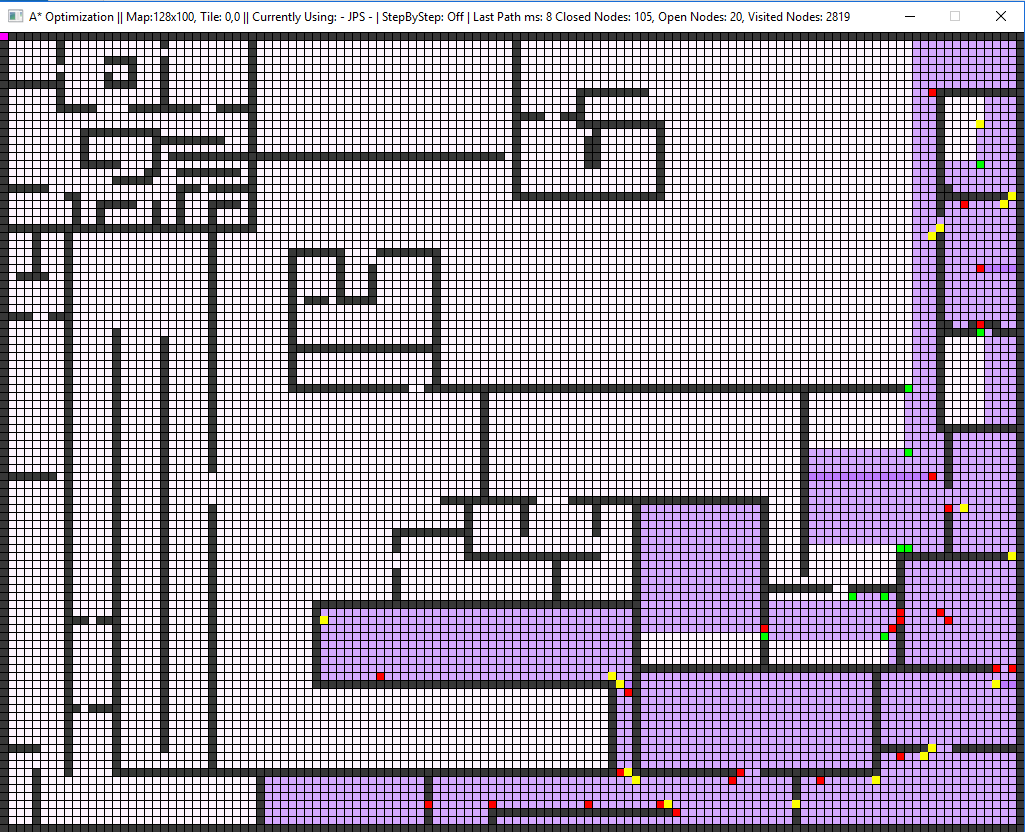 A* Optimization || Map:128x100, Tile: 0,0 || Currently Using: - JPS - | StepByStep: Off | Last Path ms: 8 Closed Nodes: 105, Open Nodes: 20, Visited Nodes: 2819